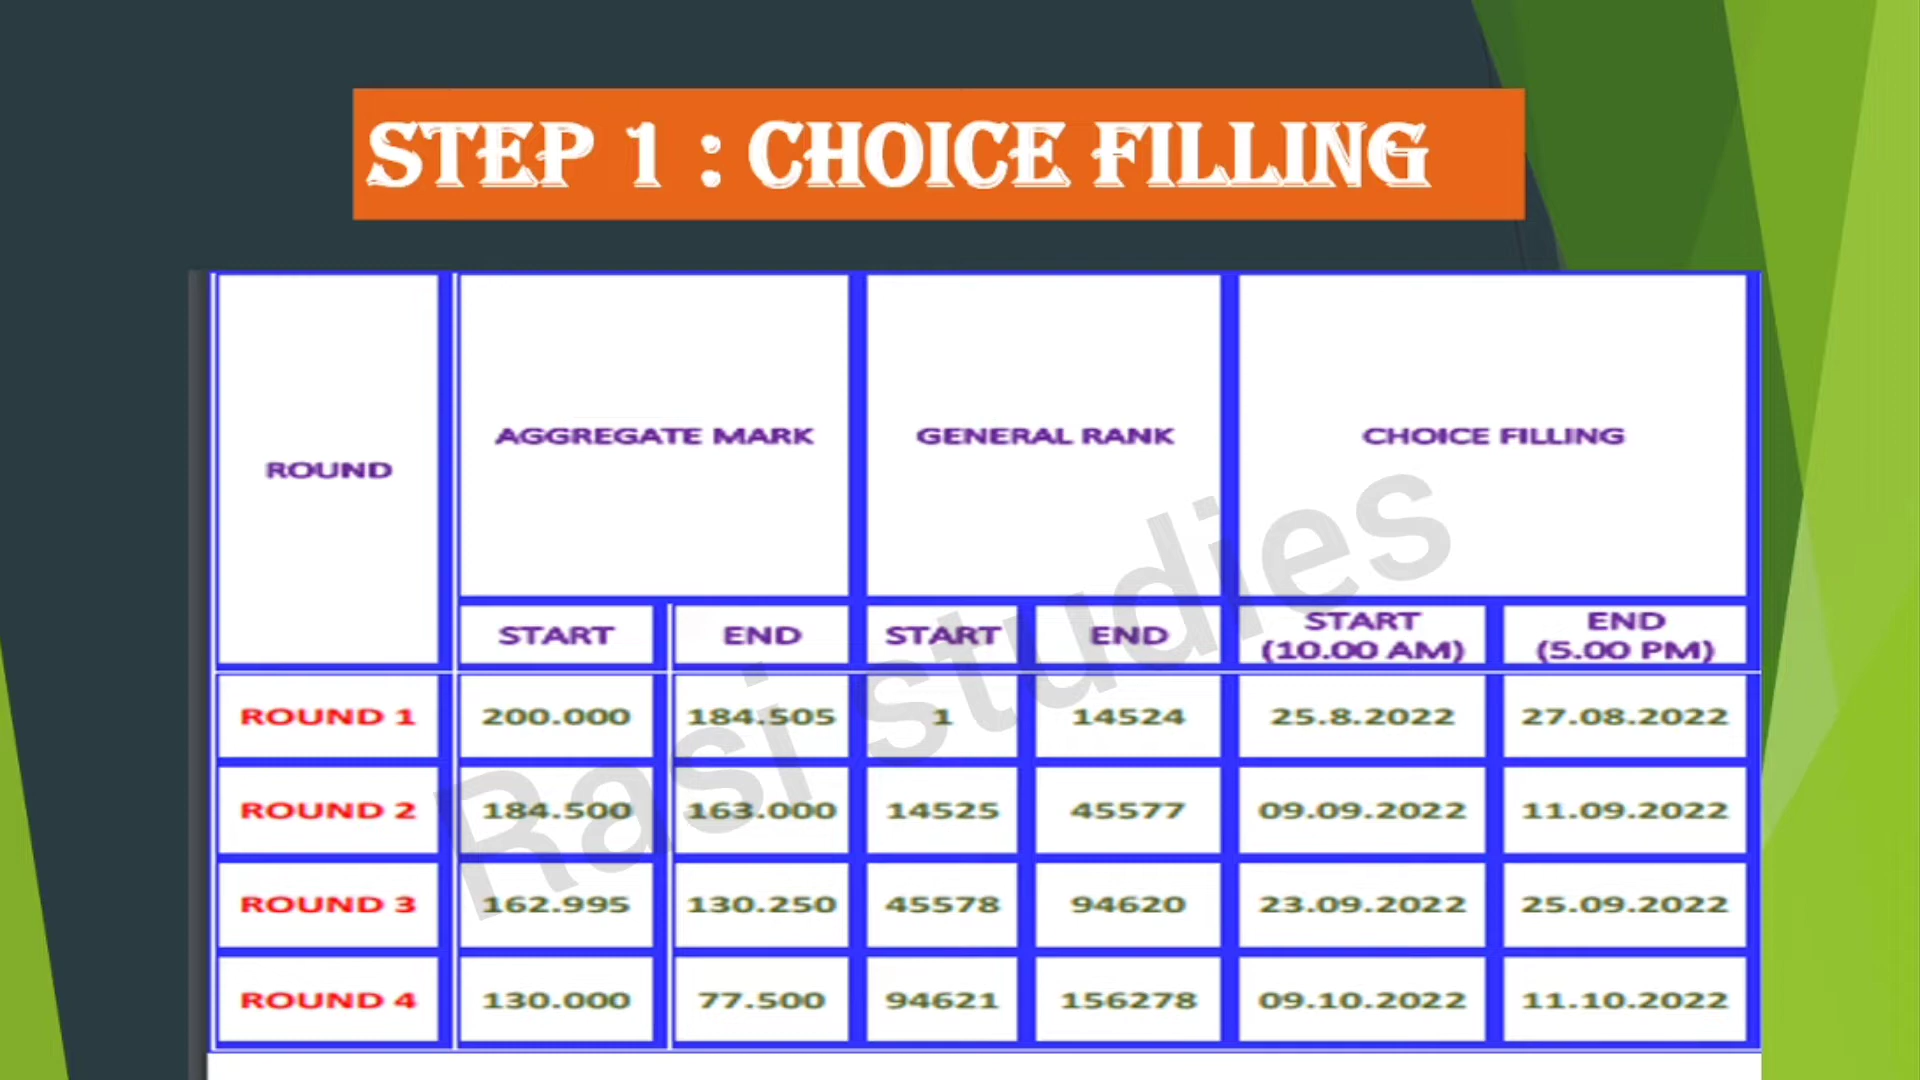 STEP 1 : CHOICE FILLING
ROUND AGGREGATE MARK GENERAL RANK CHOICE FILLING
START END START END START (10.00 AM) END (5.00 PM)
ROUND 1 200.000 184.505 1 14524 25.8.2022 27.08.2022
ROUND 2 184.500 163.000 14525 45577 09.09.2022 11.09.2022
ROUND 3 162.995 130.250 45578 94620 23.09.2022 25.09.2022
ROUND 4 130.000 77.500 94621 156278 09.10.2022 11.10.2022
Rasi studies